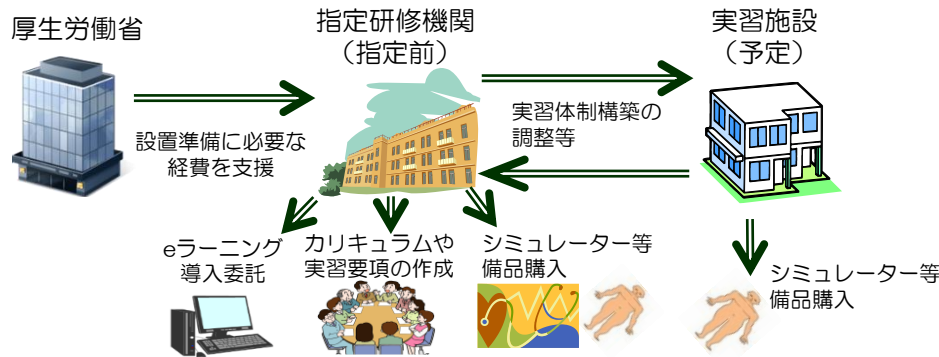 厚生労働省
指定研修機関
（指定前）
実習施設
（予定）
設置準備に必要な
経費を支援
実習体制構築の
調整等
eラーニング
導入委託
カリキュラムや
実習要項の作成
シミュレーター等
備品購入
シミュレーター等
備品購入